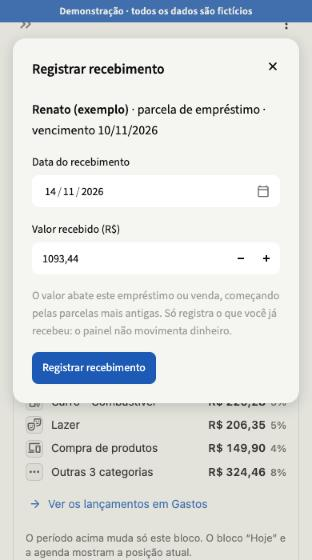 Demonstração · todos os dados são fictícios
Registrar recebimento
Renato (exemplo) · parcela de empréstimo ·
vencimento 10/11/2026
Data do recebimento
14/11/2026
Valor recebido (R$)
1093,44
O valor abate este empréstimo ou venda, começando
pelas parcelas mais antigas. Só registra o que você já
recebeu: o painel não movimenta dinheiro.
Registrar recebimento
Lazer R$ 206,35 5%
Compra de produtos R$ 149,90 4%
Outras 3 categorias R$ 324,46 8%
Ver os lançamentos em Gastos
O período acima muda só este bloco. O bloco “Hoje” e
a agenda mostram a posição atual.